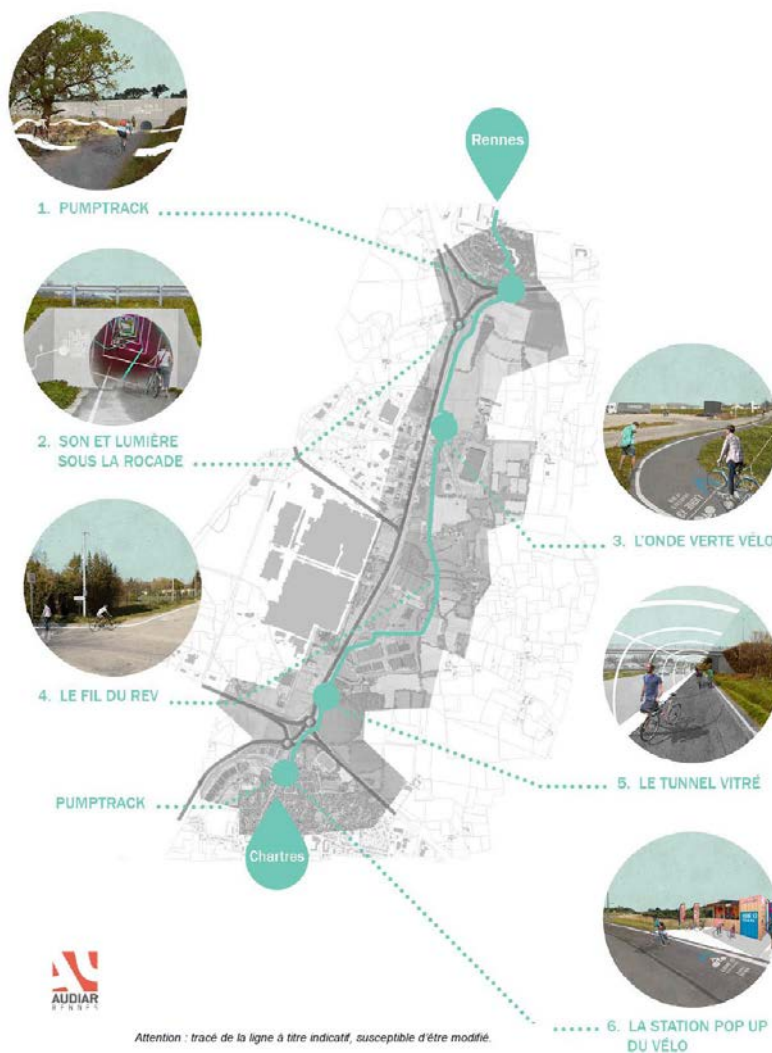 Rennes
1. PUMPTRACK
2. SON ET LUMIÈRE
SOUS LA ROCADE
3. L'ONDE VERTE VÉLO
4. LE FIL DU REV
5. LE TUNNEL VITRÉ
PUMPTRACK
Chartres
6. LA STATION POP UP
DU VÉLO
AUDIAR
RENNES
Attention : tracé de la ligne à titre indicatif, susceptible d'être modifié.